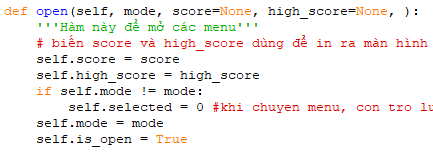 def open(self, mode, score=None, high_score=None, ):
'''Hàm này để mở các menu'''
# biến score và high_score dùng để in ra màn hình
self.score = score
self.high_score = high_score
if self.mode != mode:
self.selected = 0 #khi chuyen menu, con tro
self.mode = mode
self.is_open = True